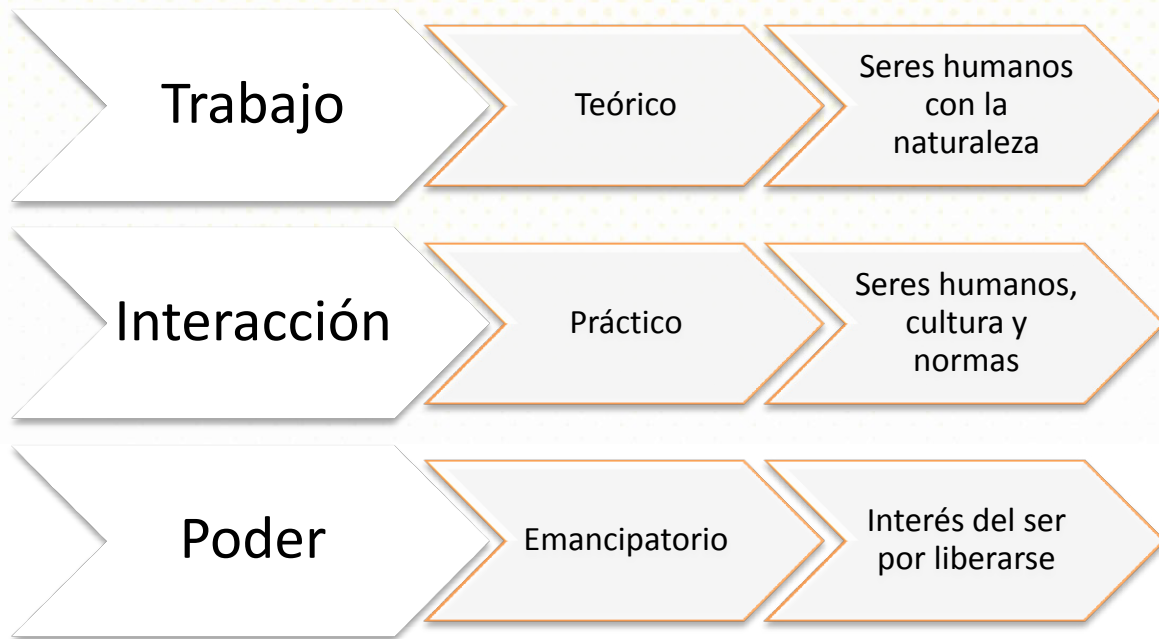 Trabajo
Teórico
Seres humanos
con la
naturaleza
Interacción
Práctico
Seres humanos,
cultura y
normas
Poder
Emancipatorio
Interés del ser
por liberarse